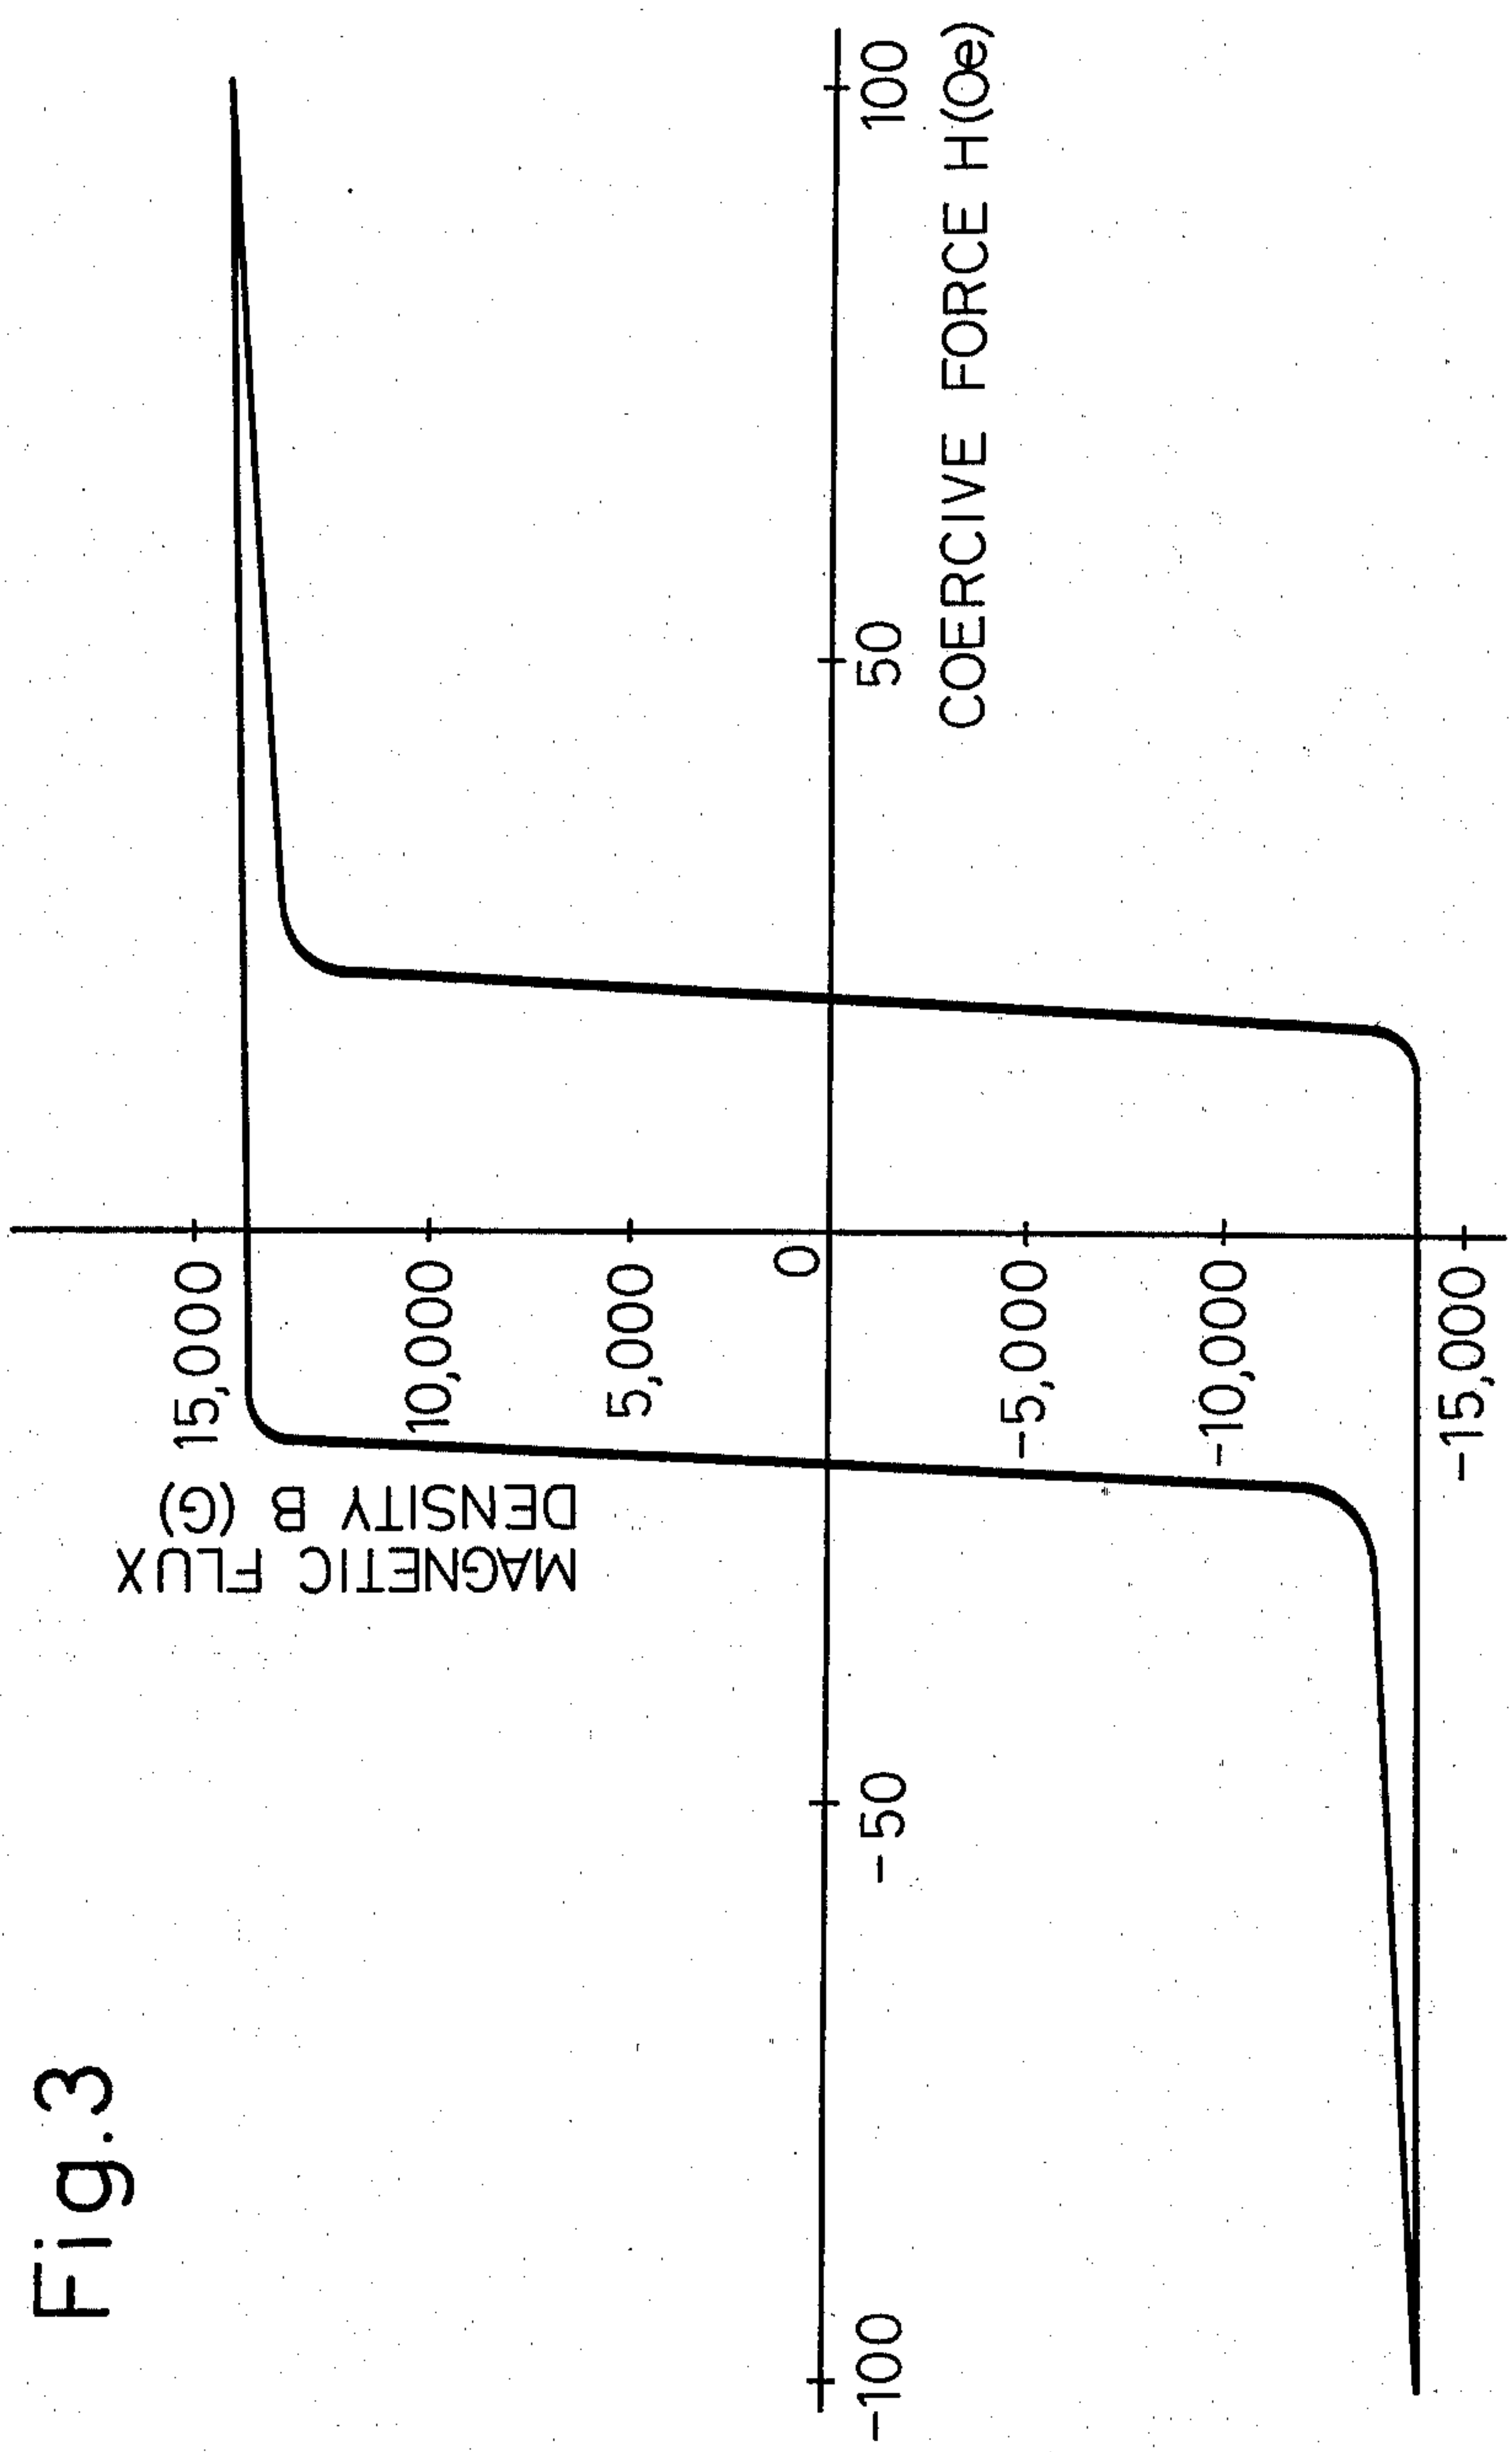 Fig.3
MAGNETIC FLUX
DENSITY B (G)
15,000
10,000
5,000
0
-5,000
-10,000
-15,000
-100
-50
50
100
COERCIVE FORCE H(Oe)